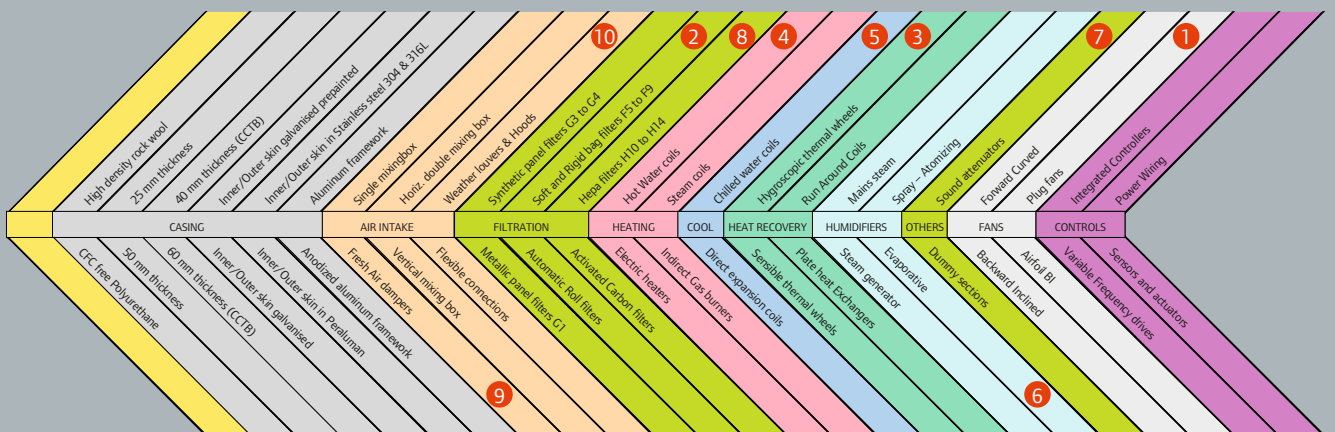 10
2
8
4
5
3
7
1
High density rock wool
25 mm thickness
40 mm thickness (CCTB)
Inner/Outer skin galvanised prepainted
Inner/Outer skin in Stainless steel 304 & 316L
Aluminum framework
Single mixingbox
Horiz. double mixing box
Weather louvers & Hoods
Synthetic panel filters G3 to G4
Soft and Rigid bag filters F5 to F9
Hepa filters H10 to H14
Hot Water coils
Steam coils
Chilled water coils
Hygroscopic thermal wheels
Run Around Coils
Mains steam
Spray – Atomizing
Sound attenuators
Forward Curved
Plug fans
Integrated Controllers
Power Wiring
CASING
AIR INTAKE
FILTRATION
HEATING
COOL
HEAT RECOVERY
HUMIDIFIERS
OTHERS
FANS
CONTROLS
CFC free Polyurethane
50 mm thickness
60 mm thickness (CCTB)
Inner/Outer skin galvanised
Inner/Outer skin in Peraluman
Anodized aluminum framework
Fresh Air dampers
Vertical mixing box
Flexible connections
Metallic panel filters G1
Automatic Roll filters
Activated Carbon filters
Electric heaters
Indirect Gas burners
Direct expansion coils
Sensible thermal wheels
Plate heat Exchangers
Steam generator
Evaporative
Dummy sections
Backward Inclined
Airfoil BI
Variable Frequency drives
Sensors and actuators
9
6